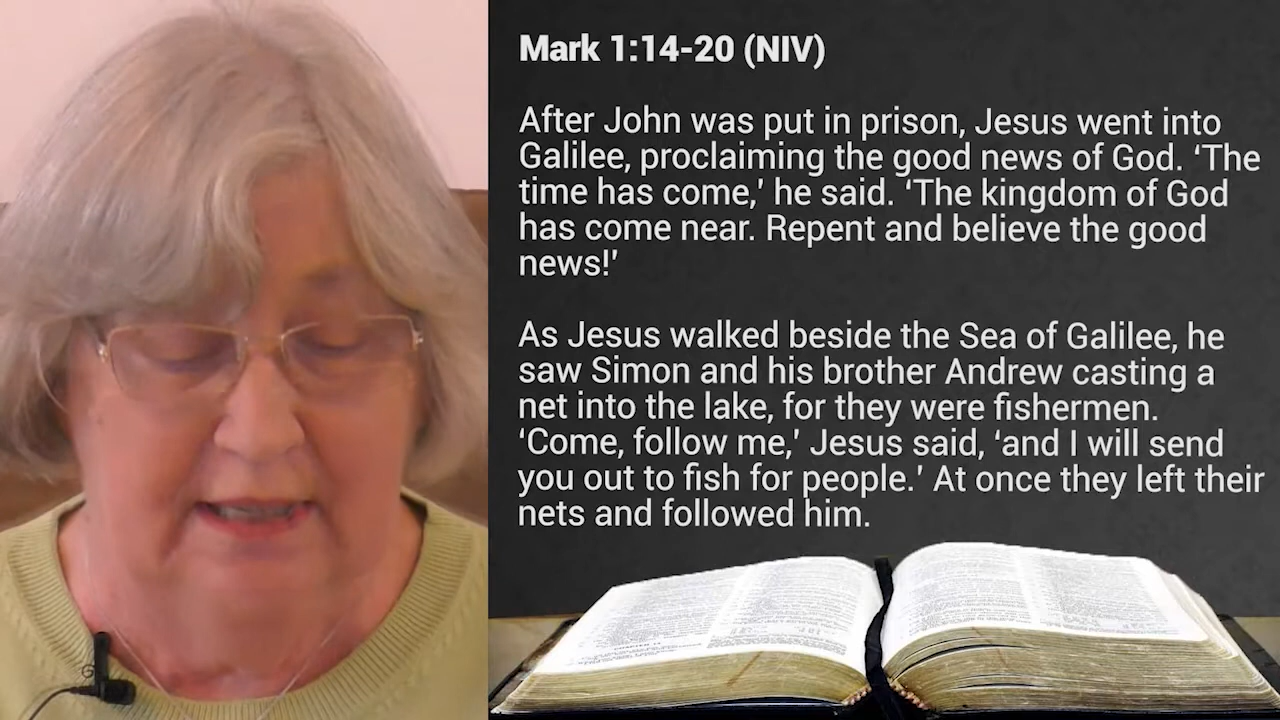 Mark 1:14-20 (NIV)
After John was put in prison, Jesus went into
Galilee, proclaiming the good news of God. ‘The
time has come,’ he said. ‘The kingdom of God
has come near. Repent and believe the good
news!’
As Jesus walked beside the Sea of Galilee, he
saw Simon and his brother Andrew casting a
net into the lake, for they were fishermen.
‘Come, follow me,’ Jesus said, ‘and I will send
you out to fish for people.’ At once they left their
nets and followed him.